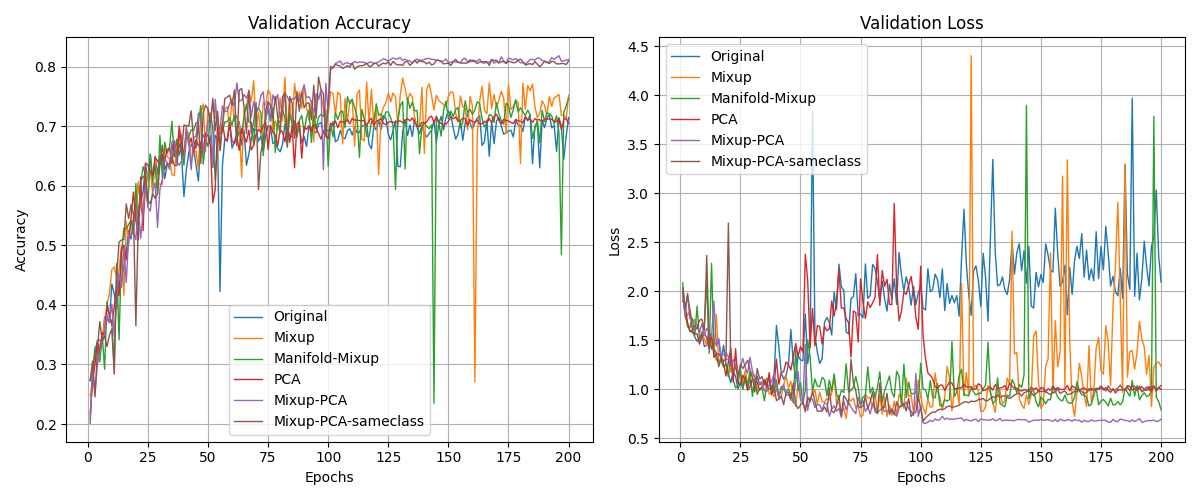 Validation Accuracy
Accuracy
0.8
0.7
0.6
0.5
0.4
0.3
0.2
Original
Mixup
Manifold-Mixup
PCA
Mixup-PCA
Mixup-PCA-sameclass
0 25 50 75 100 125 150 175 200
Epochs
Validation Loss
Loss
4.5
4.0
3.5
3.0
2.5
2.0
1.5
1.0
0.5
Original
Mixup
Manifold-Mixup
PCA
Mixup-PCA
Mixup-PCA-sameclass
0 25 50 75 100 125 150 175 200
Epochs